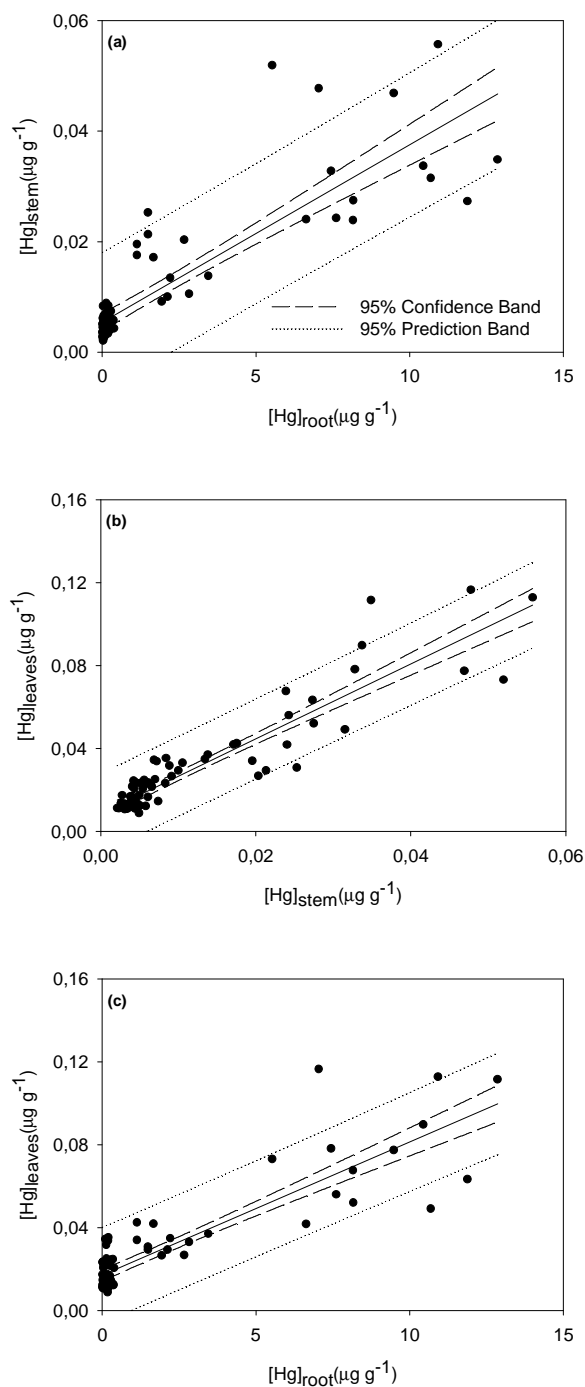 (a)
0,06
0,04
0,02
0,00
[Hg]stem(μg g-1)
95% Confidence Band
95% Prediction Band
0 5 10 15
[Hg]root(μg g-1)
(b)
0,16
0,12
0,08
0,04
0,00
[Hg]leaves(μg g-1)
0,00 0,02 0,04 0,06
[Hg]stem(μg g-1)
(c)
0,16
0,12
0,08
0,04
0,00
[Hg]leaves(μg g-1)
0 5 10 15
[Hg]root(μg g-1)